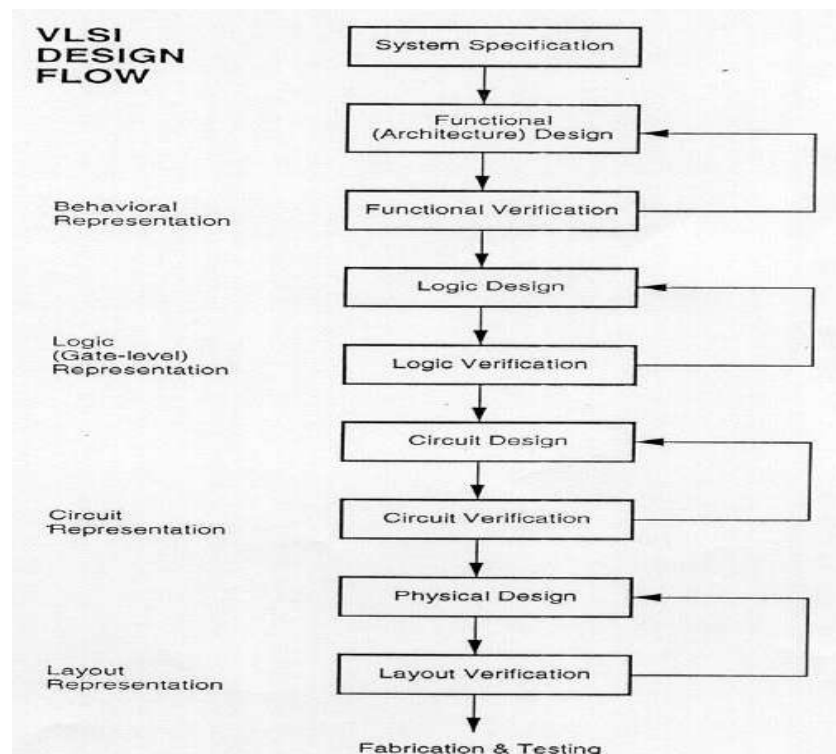 VLSI
DESIGN
FLOW
System Specification
Functional
(Architecture) Design
Behavioral
Representation
Functional Verification
Logic Design
Logic
(Gate-level)
Representation
Logic Verification
Circuit Design
Circuit
Representation
Circuit Verification
Physical Design
Layout
Representation
Layout Verification
Fabrication & Testing